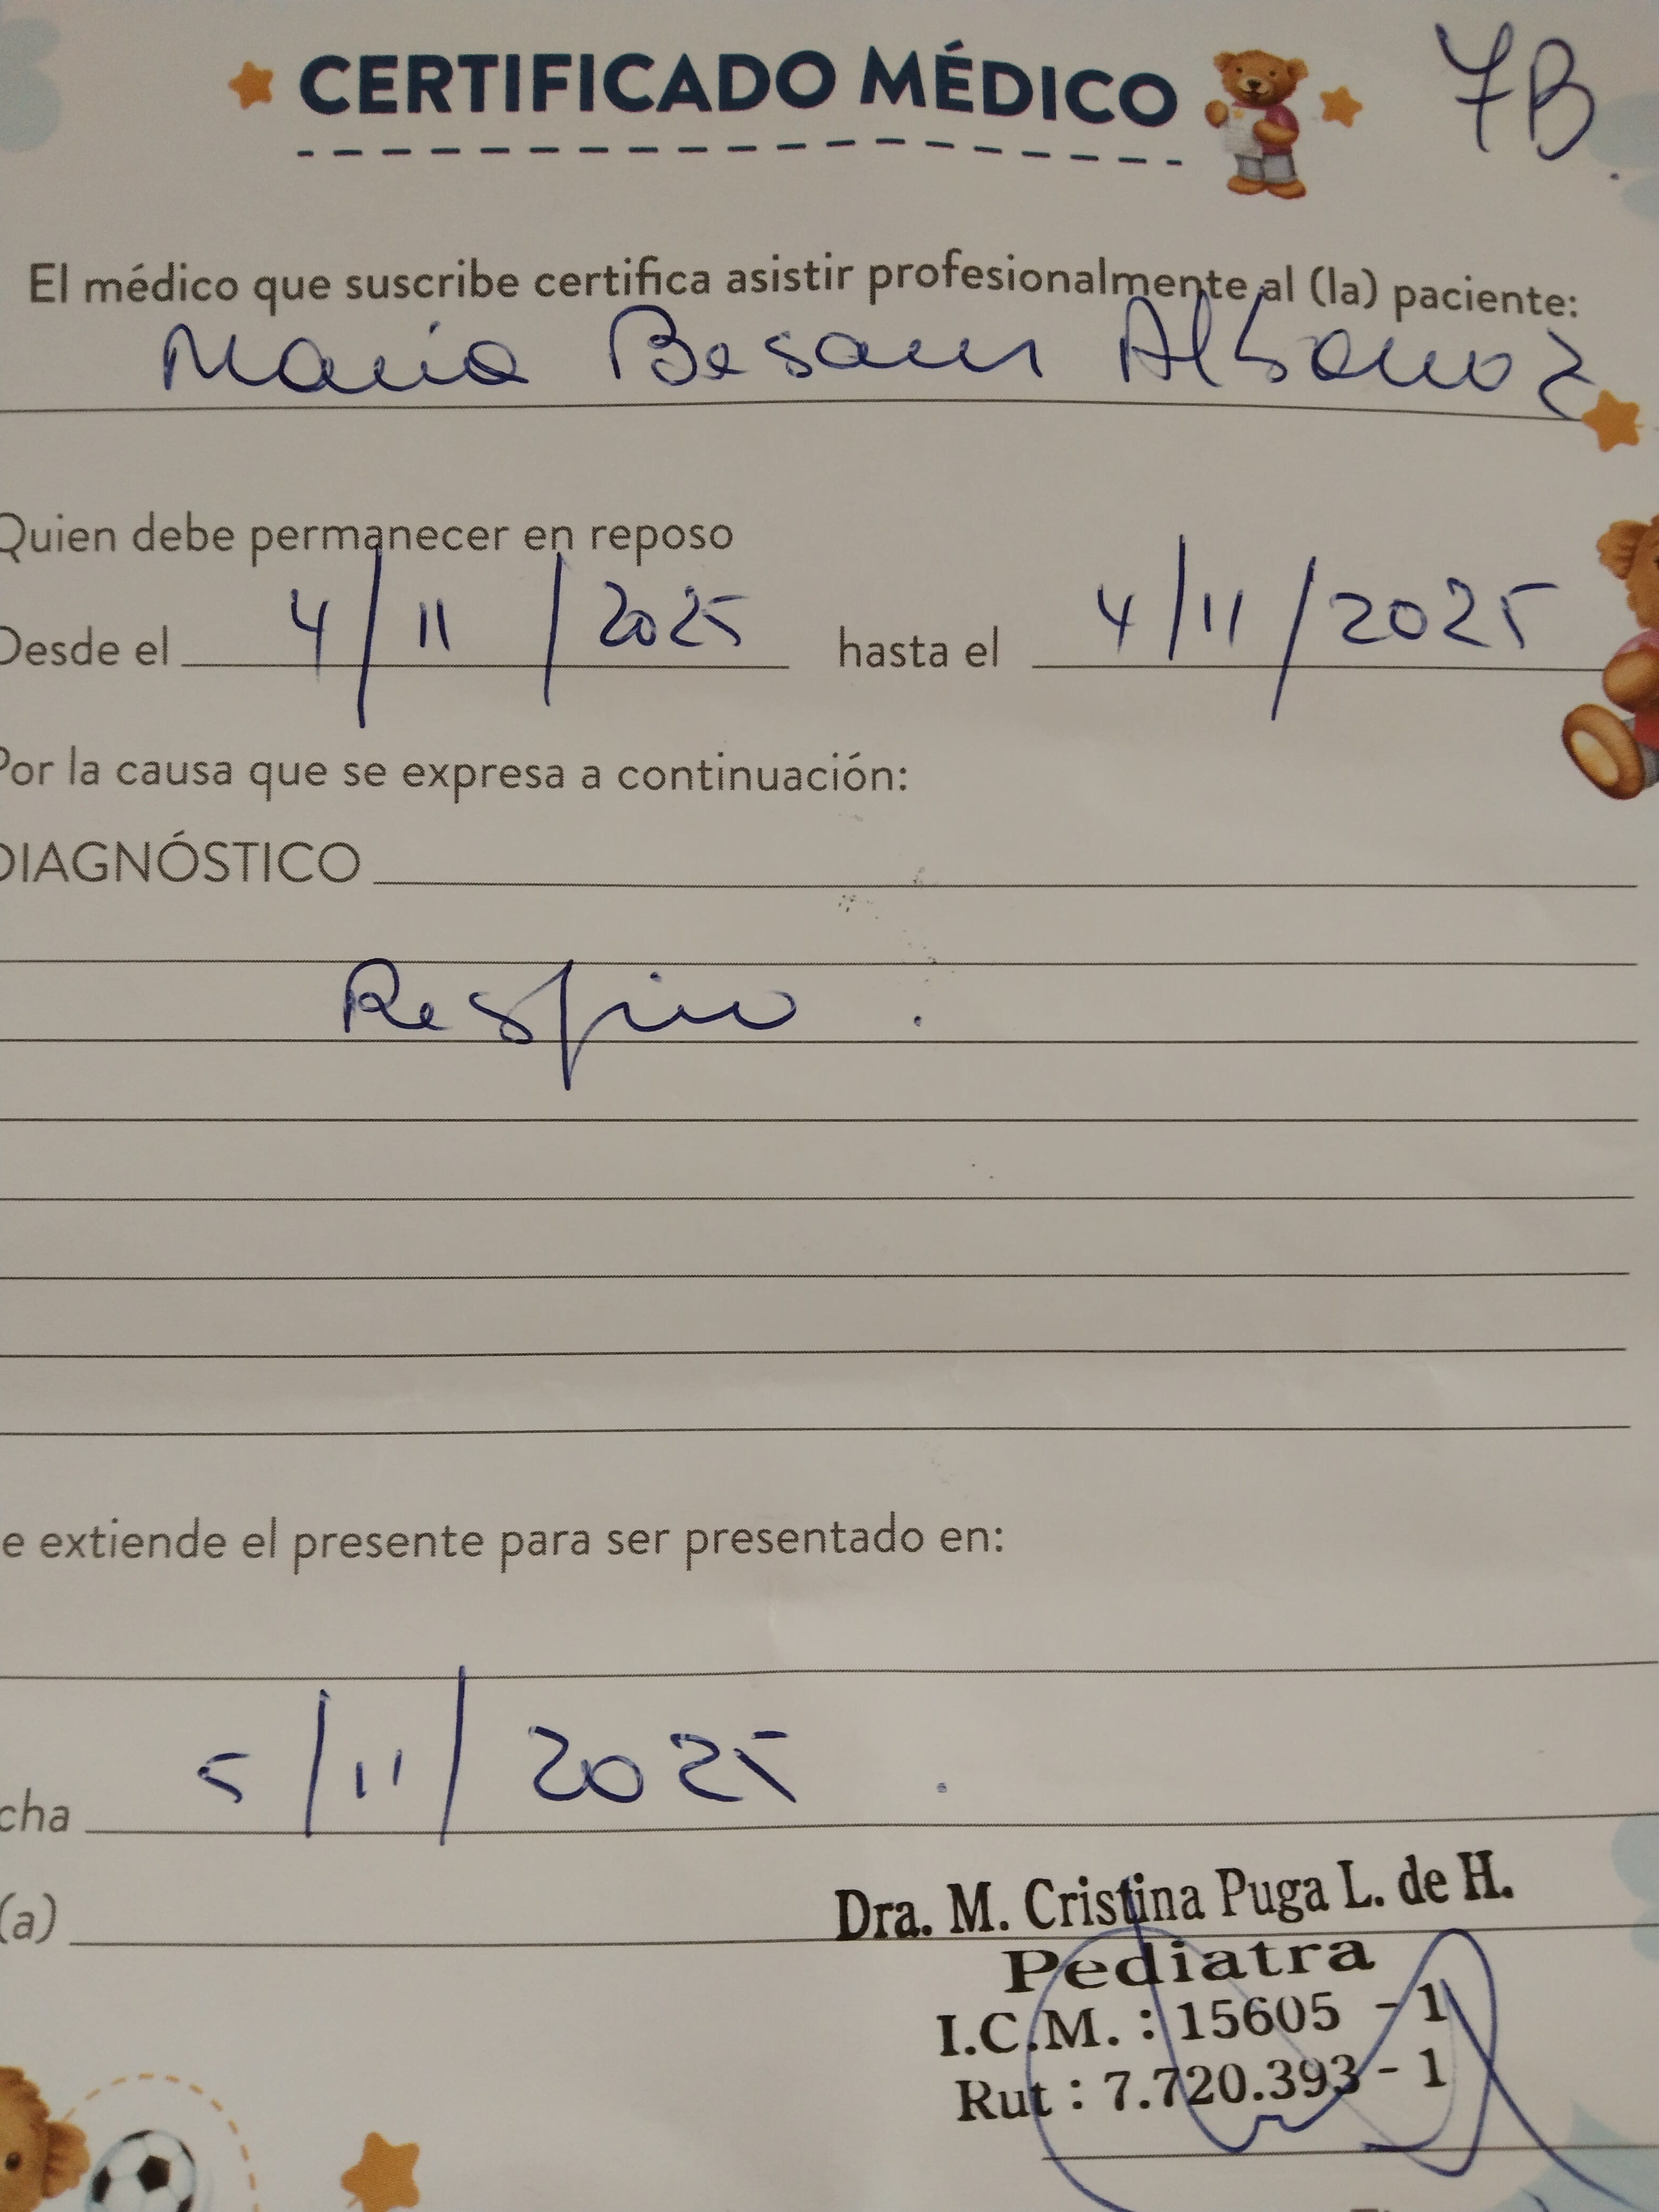 CERTIFICADO MÉDICO
7B
El médico que suscribe certifica asistir profesionalmente al (la) paciente:
Maria
Quien debe permanecer en reposo
Desde el 4/11/2025 hasta el 4/11/2025
Por la causa que se expresa a continuación:
DIAGNÓSTICO
e extiende el presente para ser presentado en:
cha 5/11/2025.
(a)
Dra. M. Cristina Puga L. de H.
Pediatra
I.C.M. : 15605 - 1
Rut : 7.720.393 - 1